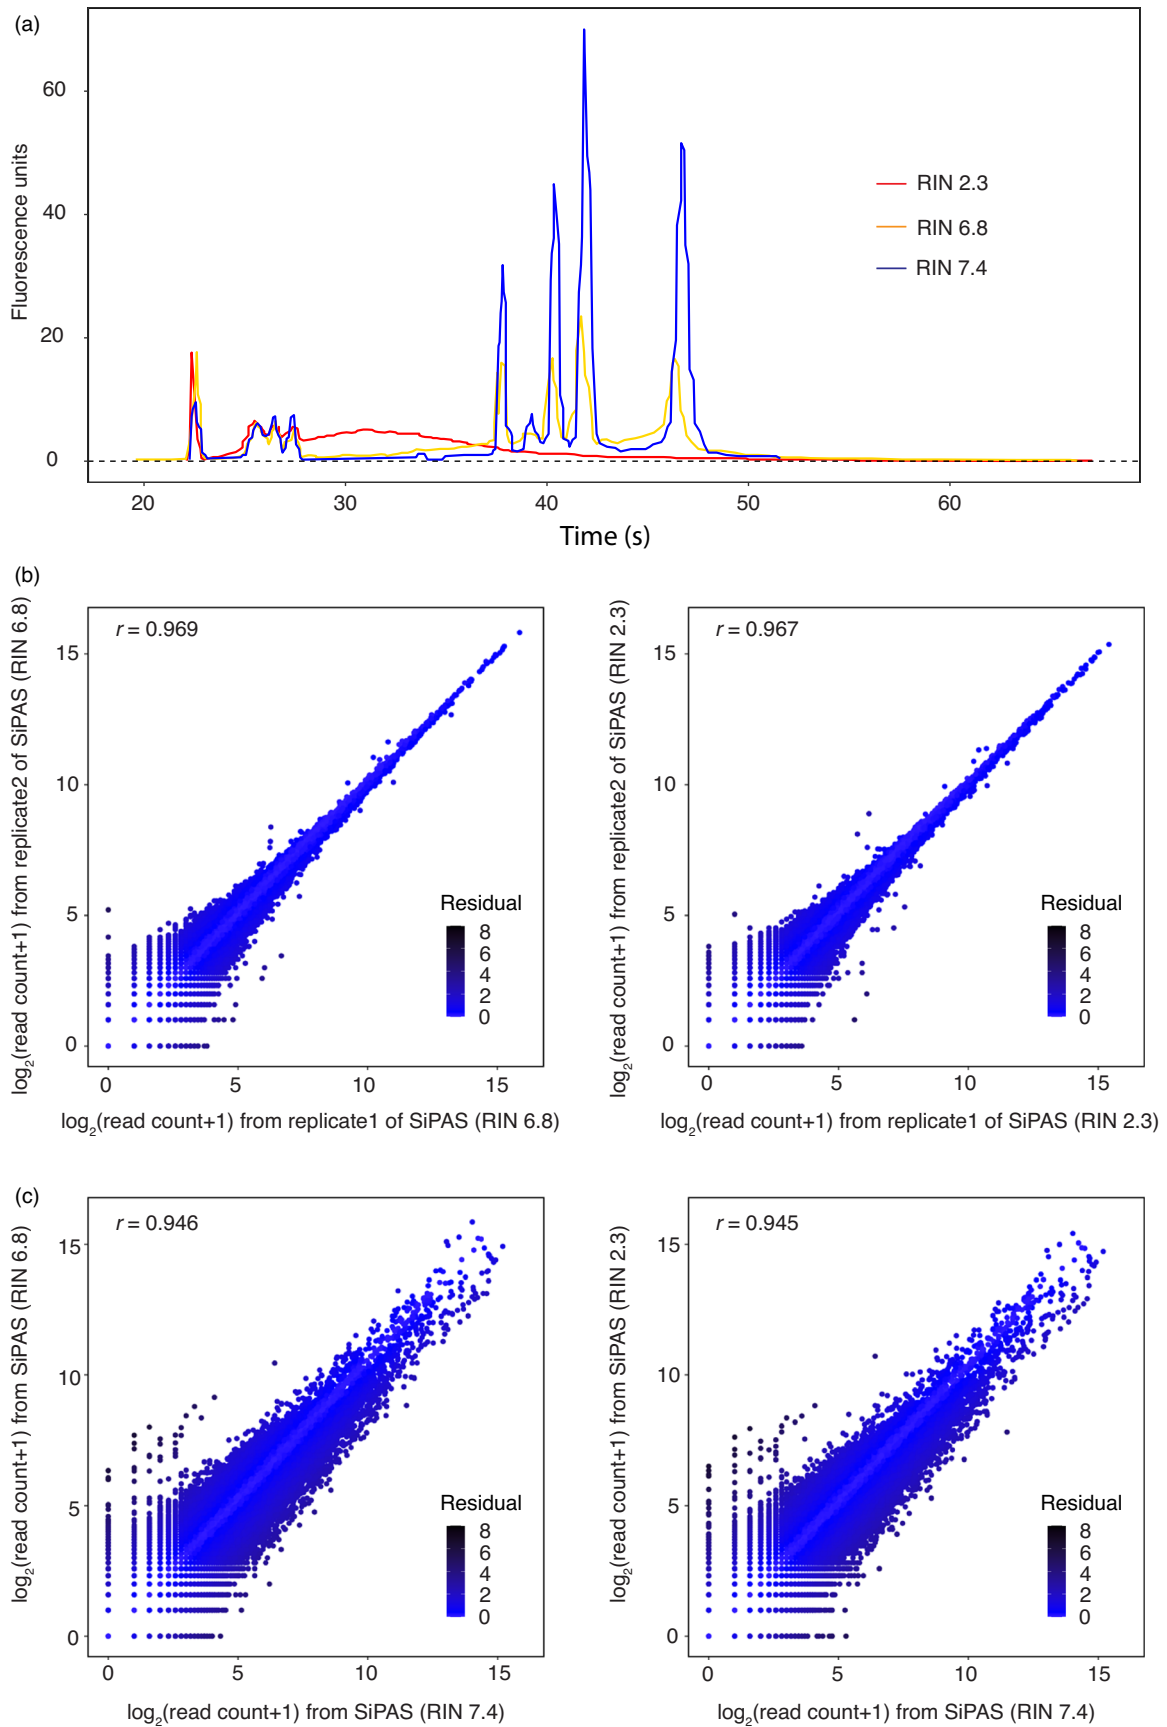 (a)
Fluorescence units
60
40
20
0
RIN 2.3
RIN 6.8
RIN 7.4
20 30 40 50 60
Time (s)
(b)
log2(read count+1) from replicate2 of SiPAS (RIN 6.8)
r = 0.969
15
10
5
0
Residual
8
6
4
2
0
0 5 10 15
log2(read count+1) from replicate1 of SiPAS (RIN 6.8)
log2(read count+1) from replicate2 of SiPAS (RIN 2.3)
r = 0.967
15
10
5
0
Residual
8
6
4
2
0
0 5 10 15
log2(read count+1) from replicate1 of SiPAS (RIN 2.3)
(c)
log2(read count+1) from SiPAS (RIN 6.8)
r = 0.946
15
10
5
0
Residual
8
6
4
2
0
0 5 10 15
log2(read count+1) from SiPAS (RIN 7.4)
log2(read count+1) from SiPAS (RIN 2.3)
r = 0.945
15
10
5
0
Residual
8
6
4
2
0
0 5 10 15
log2(read count+1) from SiPAS (RIN 7.4)